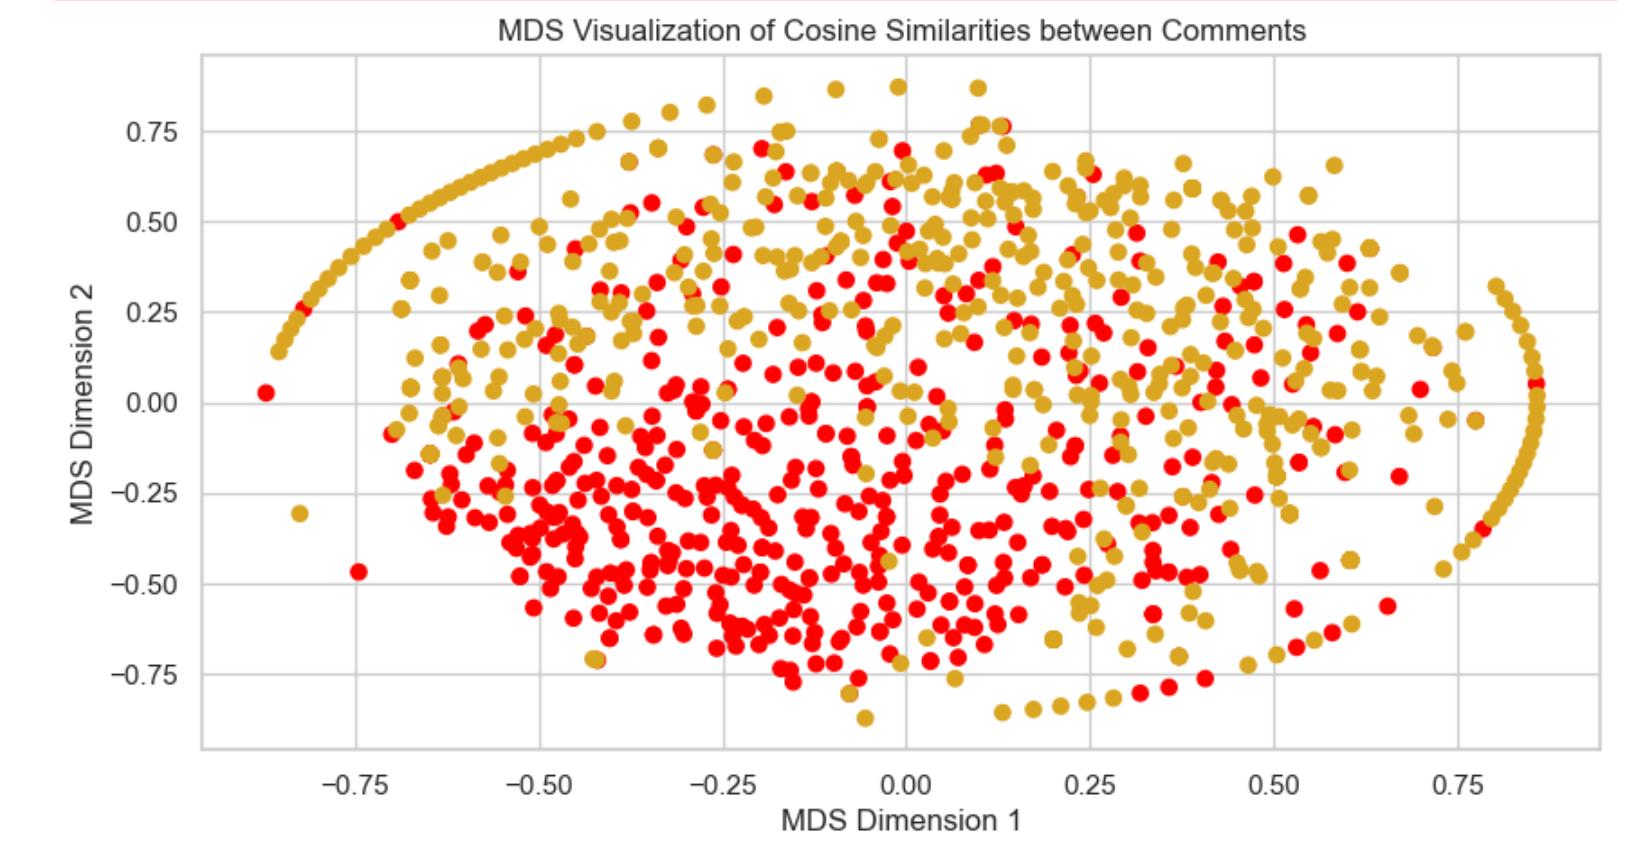 MDS Visualization of Cosine Similarities between Comments
0.75
0.50
0.25
0.00
−0.25
−0.50
−0.75
MDS Dimension 2
−0.75 −0.50 −0.25 0.00 0.25 0.50 0.75
MDS Dimension 1